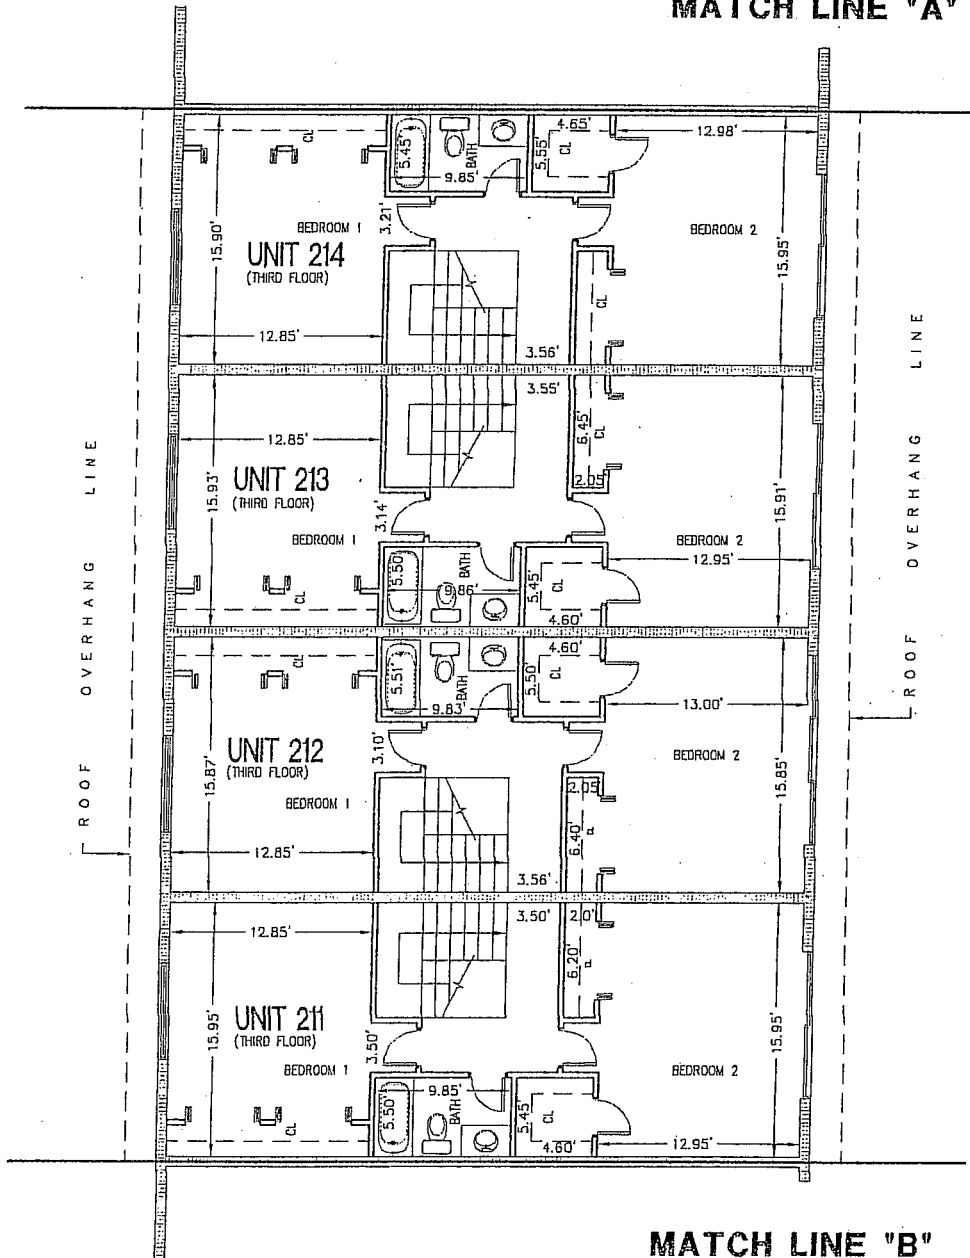 MATCH LINE "A"
4.65'
12.98'
CL
5.45'
BATH
5.55'
CL
9.85'
3.21'
BEDROOM 1
BEDROOM 2
15.90'
UNIT 214
(THIRD FLOOR)
15.95'
CL
12.85'
3.56'
ROOF OVERHANG LINE
3.55'
12.85'
6.45'
CL
UNIT 213
(THIRD FLOOR)
2.05'
15.93'
15.91'
3.14'
BEDROOM 1
BEDROOM 2
12.95'
5.50'
BATH
9.86'
5.45'
CL
CL
4.60'
ROOF OVERHANG LINE
4.60'
CL
5.51'
BATH
5.50'
CL
9.83'
13.00'
UNIT 212
(THIRD FLOOR)
3.10'
BEDROOM 2
15.87'
15.85'
BEDROOM 1
2.05'
6.40'
12.85'
3.56'
3.50'
2.0'
12.85'
6.20'
UNIT 211
(THIRD FLOOR)
15.95'
15.95'
3.50'
BEDROOM 1
BEDROOM 2
9.85'
5.50'
BATH
5.45'
CL
CL
4.60'
12.95'
MATCH LINE "B"